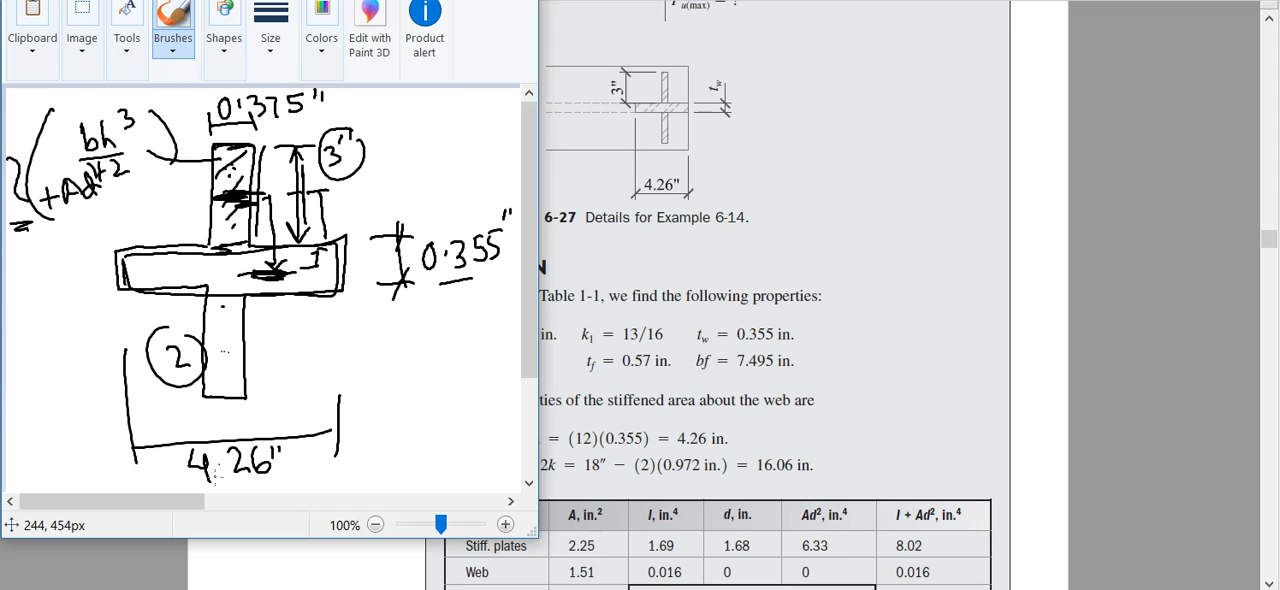 Clipboard
Image
Tools
Brushes
Shapes
Size
Colors
Edit with
Paint 3D
Product
alert
0.375"
bh³
+Ad²
2
3"
0.355"
2
4.26"
244, 454px
100%
u(max)
3"
t_w
4.26"
6-27 Details for Example 6-14.
N
Table 1-1, we find the following properties:
in. k₁ = 13/16 t_w = 0.355 in.
t_f = 0.57 in. bf = 7.495 in.
ties of the stiffened area about the web are
= (12)(0.355) = 4.26 in.
2k = 18″ − (2)(0.972 in.) = 16.06 in.
A, in.² I, in.⁴ d, in. Ad², in.⁴ I + Ad², in.⁴
Stiff. plates 2.25 1.69 1.68 6.33 8.02
Web 1.51 0.016 0 0 0.016